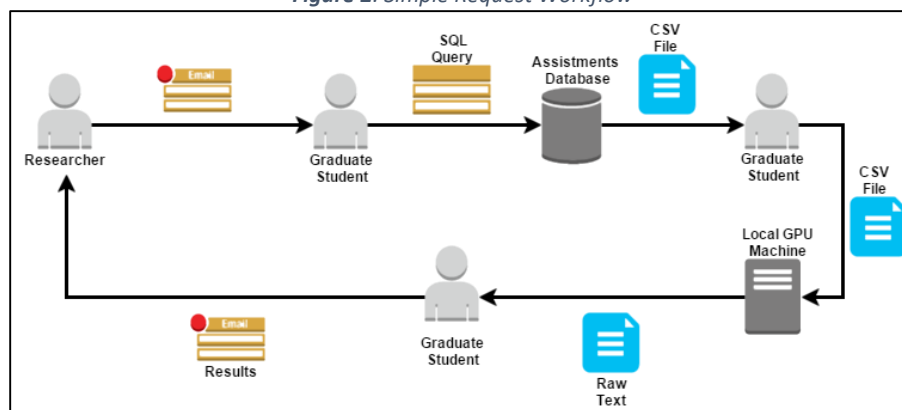 Figure 2: Simple Request Workflow
Email
SQL
Query
Assistments
Database
CSV
File
Researcher
Graduate
Student
Graduate
Student
CSV
File
Local GPU
Machine
Graduate
Student
Email
Results
Raw
Text